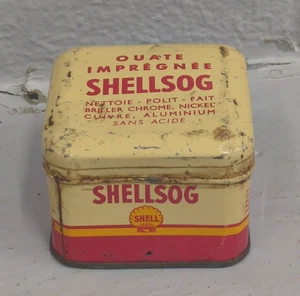 OUATE
IMPRÉGNÉE
SHELLSOG
NETTOIE - POLIT - FAIT
BRILLER CHROME, NICKEL
CUIVRE, ALUMINIUM
SANS ACIDE
SHELLSOG
SHELL